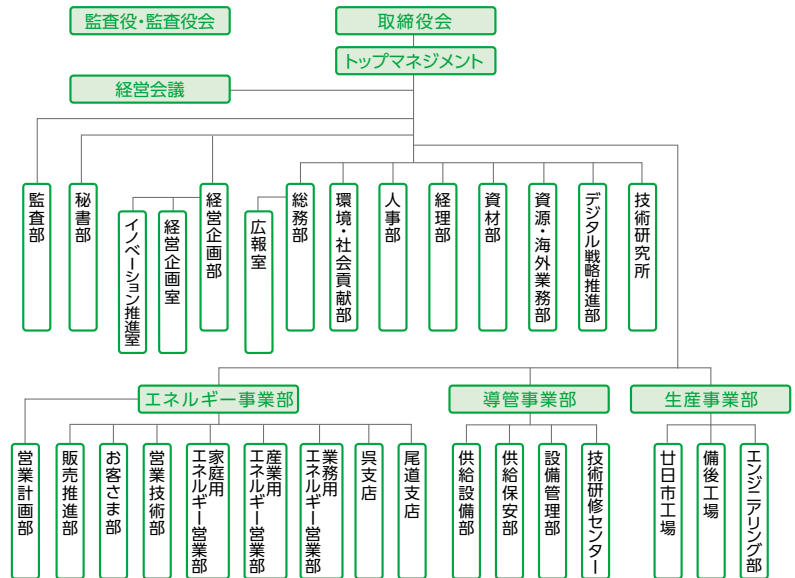 監査役・監査役会
取締役会
トップマネジメント
経営会議
監査部
秘書部
イノベーション推進室
経営企画室
経営企画部
広報室
総務部
環境・社会貢献部
人事部
経理部
資材部
資源・海外業務部
デジタル戦略推進部
技術研究所
エネルギー事業部
導管事業部
生産事業部
営業計画部
販売推進部
お客さま部
営業技術部
家庭用
エネルギー営業部
産業用
エネルギー営業部
業務用
エネルギー営業部
呉支店
尾道支店
供給設備部
供給保安部
設備管理部
技術研修センター
廿日市工場
備後工場
エンジニアリング部